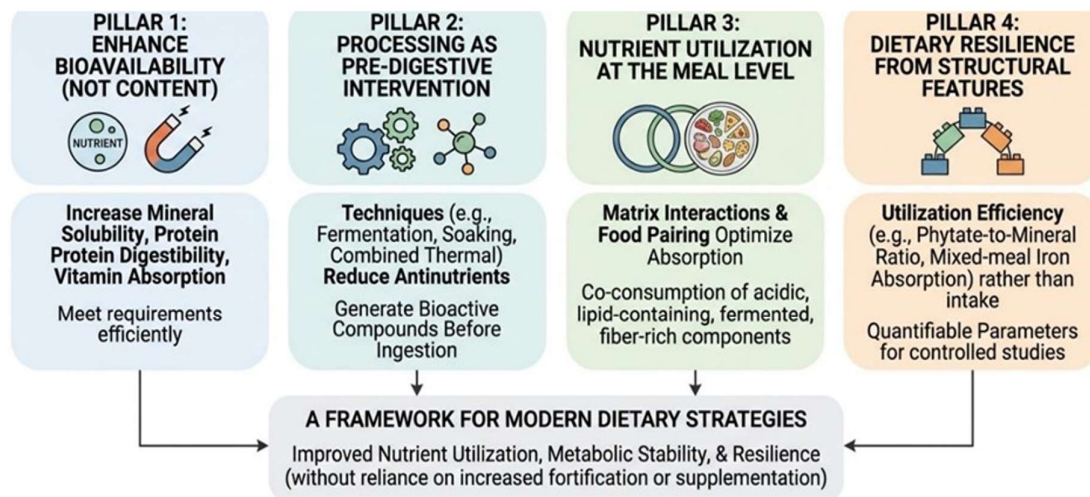 PILLAR 1:
ENHANCE
BIOAVAILABILITY
(NOT CONTENT)
NUTRIENT
Increase Mineral
Solubility, Protein
Protein Digestibility,
Vitamin Absorption
Meet requirements
efficiently
PILLAR 2:
PROCESSING AS
PRE-DIGESTIVE
INTERVENTION
Techniques (e.g.,
Fermentation, Soaking,
Combined Thermal)
Reduce Antinutrients
Generate Bioactive
Compounds Before
Ingestion
PILLAR 3:
NUTRIENT UTILIZATION
AT THE MEAL LEVEL
Matrix Interactions &
Food Pairing Optimize
Absorption
Co-consumption of acidic,
lipid-containing, fermented,
fiber-rich components
PILLAR 4:
DIETARY RESILIENCE
FROM STRUCTURAL
FEATURES
Utilization Efficiency
(e.g., Phytate-to-Mineral
Ratio, Mixed-meal Iron
Absorption) rather than
intake
Quantifiable Parameters
for controlled studies
A FRAMEWORK FOR MODERN DIETARY STRATEGIES
Improved Nutrient Utilization, Metabolic Stability, & Resilience
(without reliance on increased fortification or supplementation)